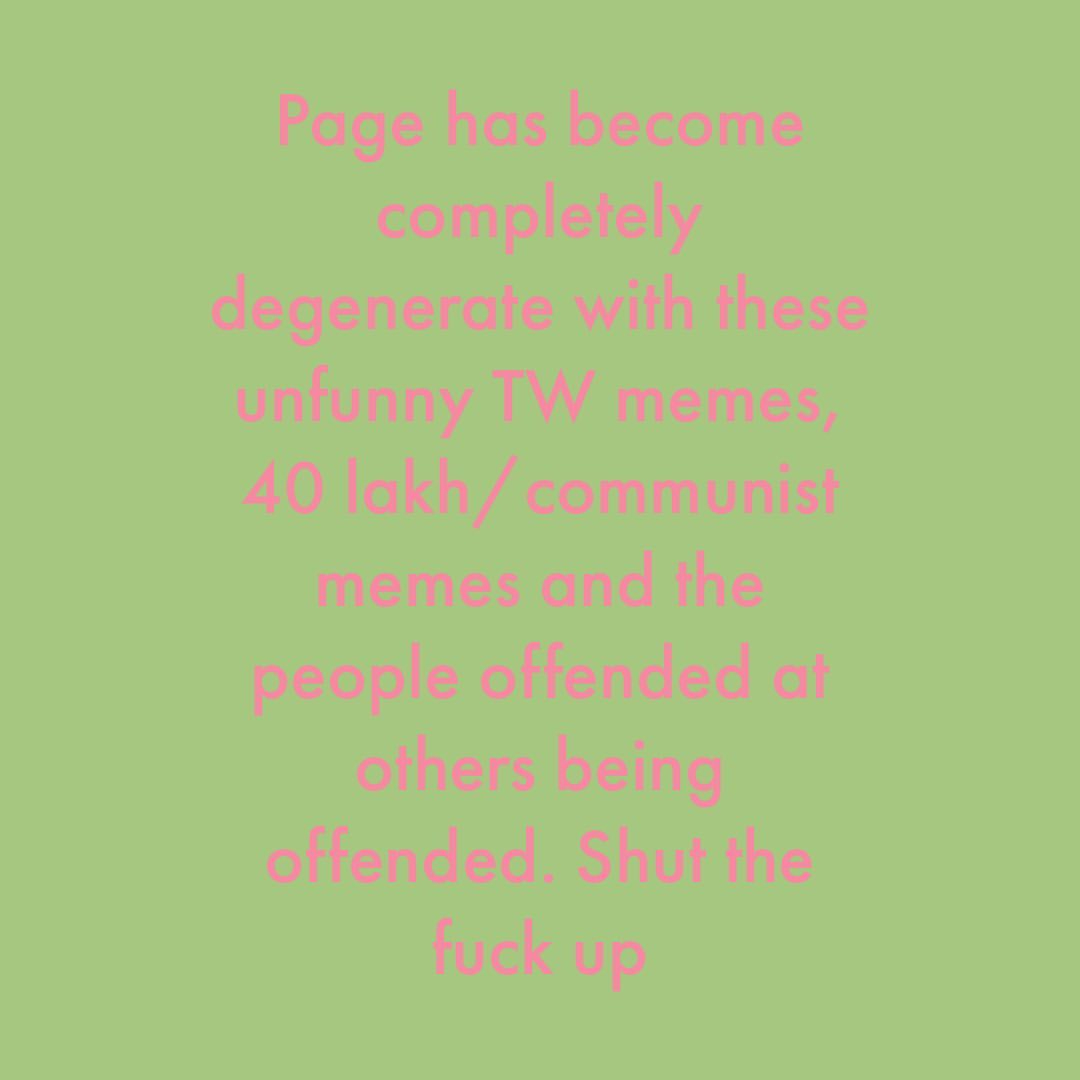 Page has become
completely
degenerate with these
unfunny TW memes,
40 lakh/communist
memes and the
people offended at
others being
offended. Shut the
fuck up